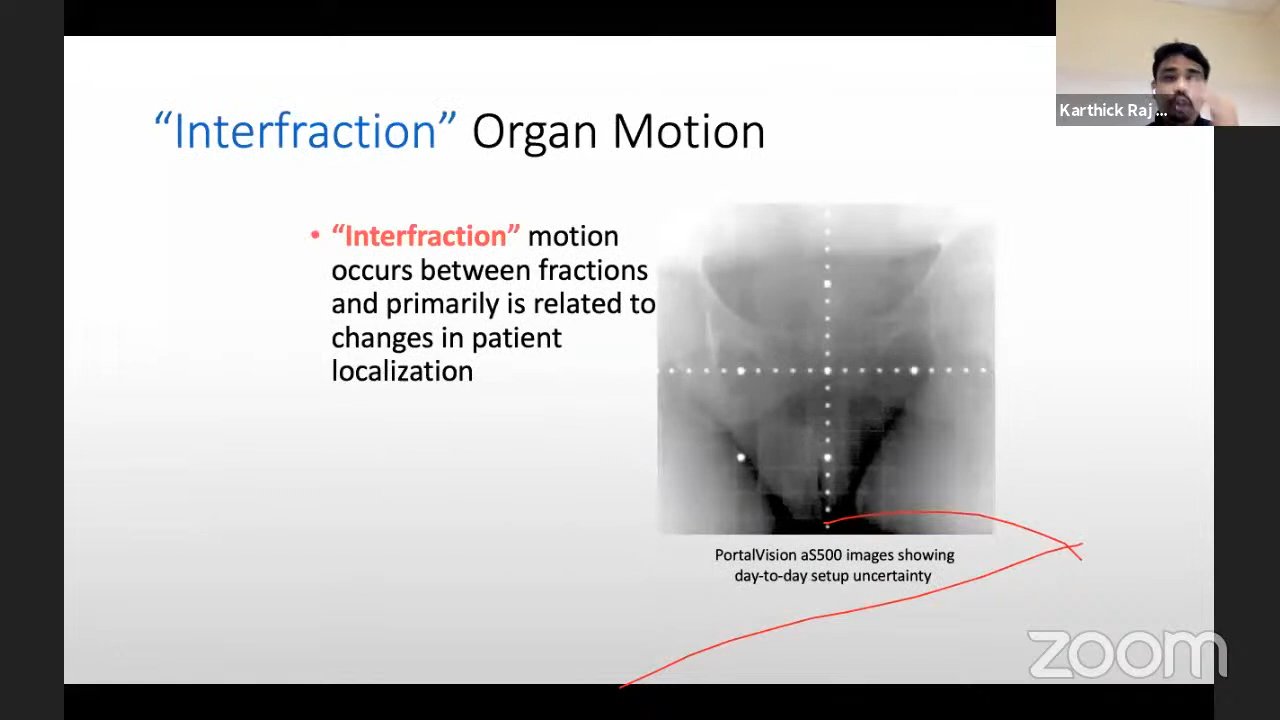 “Interfraction” Organ Motion
Karthick Raj ...
• “Interfraction” motion
occurs between fractions
and primarily is related to
changes in patient
localization
PortalVision aS500 images showing
day-to-day setup uncertainty
zoom